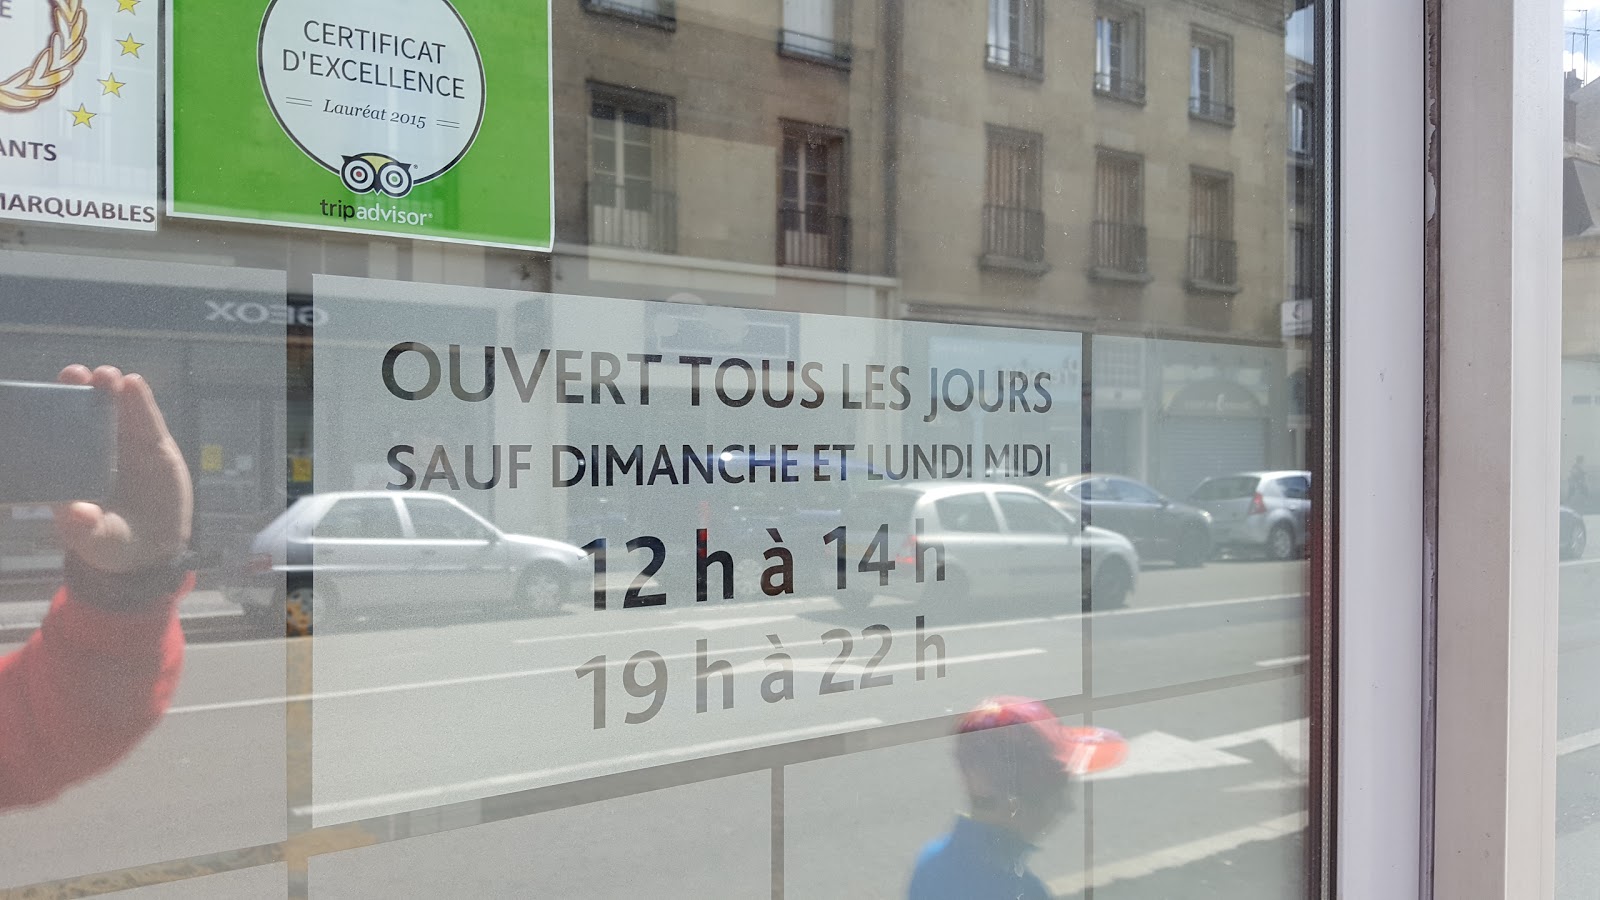 ANTS
MARQUABLES
CERTIFICAT
D'EXCELLENCE
Lauréat 2015
tripadvisor
GEOX
OUVERT TOUS LES JOURS
SAUF DIMANCHE ET LUNDI MIDI
12 h à 14 h
19 h à 22 h